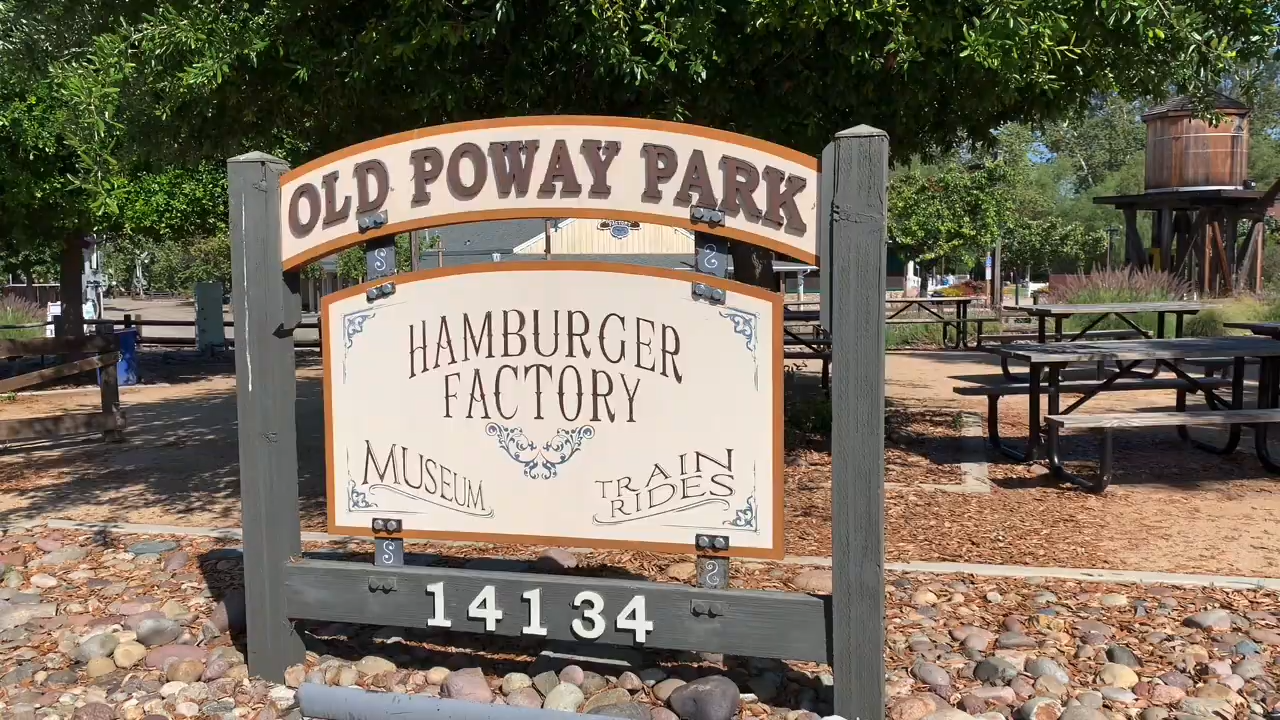 OLD POWAY PARK
HAMBURGER
FACTORY
MUSEUM
TRAIN
RIDES
14134